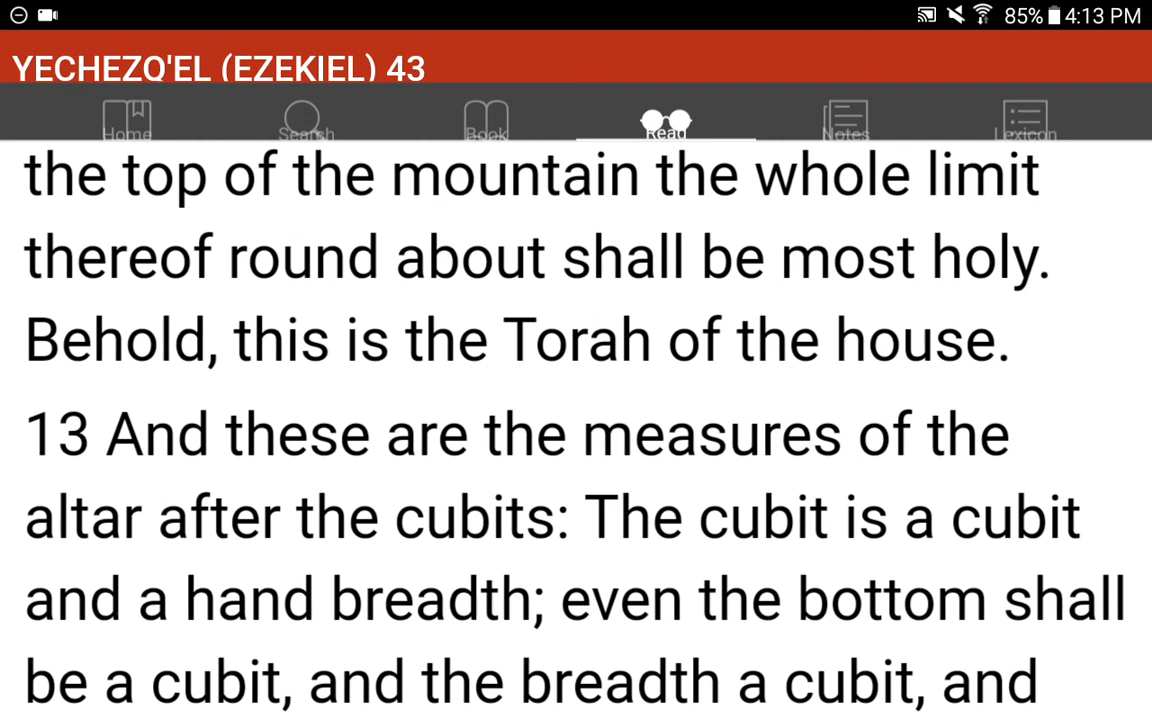 85% 4:13 PM
YECHEZQ'EL (EZEKIEL) 43
Home Search Book Read Notes Lexicon
the top of the mountain the whole limit
thereof round about shall be most holy.
Behold, this is the Torah of the house.
13 And these are the measures of the
altar after the cubits: The cubit is a cubit
and a hand breadth; even the bottom shall
be a cubit, and the breadth a cubit, and